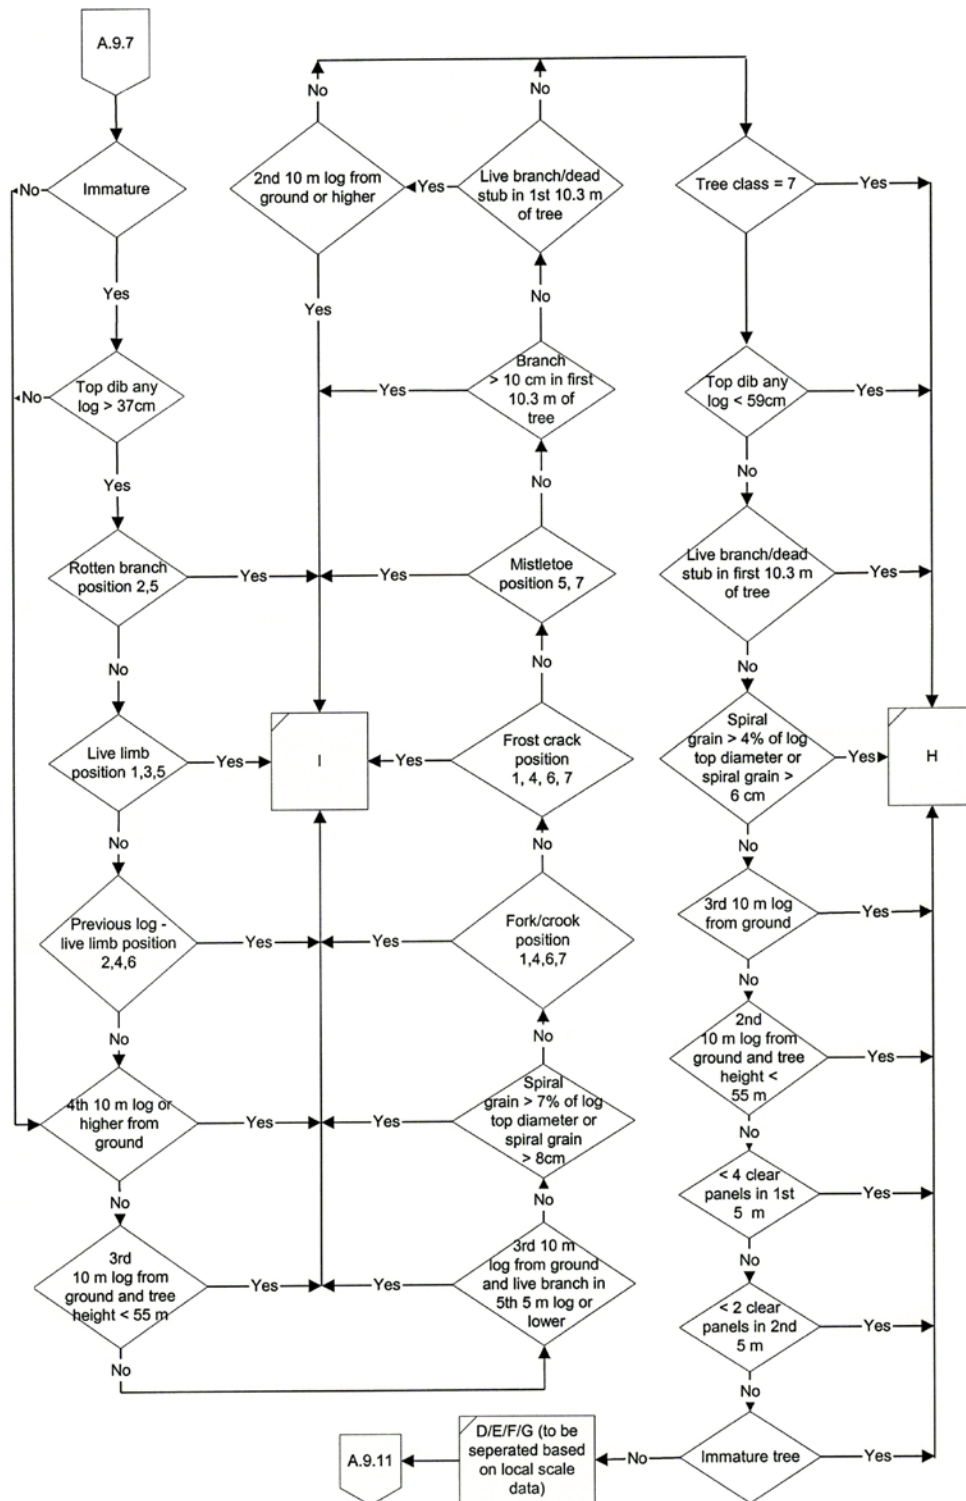 A.9.7
Immature
No
Yes
Top dib any
log > 37cm
No
Yes
Rotten branch
position 2,5
Yes
No
Live limb
position 1,3,5
Yes
No
Previous log -
live limb position
2,4,6
Yes
No
4th 10 m log or
higher from
ground
Yes
No
3rd
10 m log from
ground and tree
height < 55 m
Yes
No
3rd 10 m
log from ground
and live branch in
5th 5 m log or
lower
Yes
No
Spiral
grain > 7% of log
top diameter or
spiral grain
> 8cm
Yes
No
Fork/crook
position
1,4,6,7
Yes
No
Frost crack
position
1, 4, 6, 7
Yes
No
Mistletoe
position 5, 7
Yes
No
Branch
> 10 cm in first
10.3 m of
tree
Yes
No
Live branch/dead
stub in 1st 10.3 m
of tree
Yes
No
2nd 10 m log from
ground or higher
No
Yes
I
Tree class = 7
Yes
Top dib any
log < 59cm
Yes
No
Live branch/dead
stub in first 10.3 m
of tree
Yes
No
Spiral
grain > 4% of log
top diameter or
spiral grain >
6 cm
Yes
No
H
3rd 10 m log
from ground
Yes
No
2nd
10 m log from
ground and tree
height <
55 m
Yes
No
< 4 clear
panels in 1st
5 m
Yes
No
< 2 clear
panels in 2nd
5 m
Yes
No
Immature tree
Yes
No
D/E/F/G (to be
seperated based
on local scale
data)
A.9.11